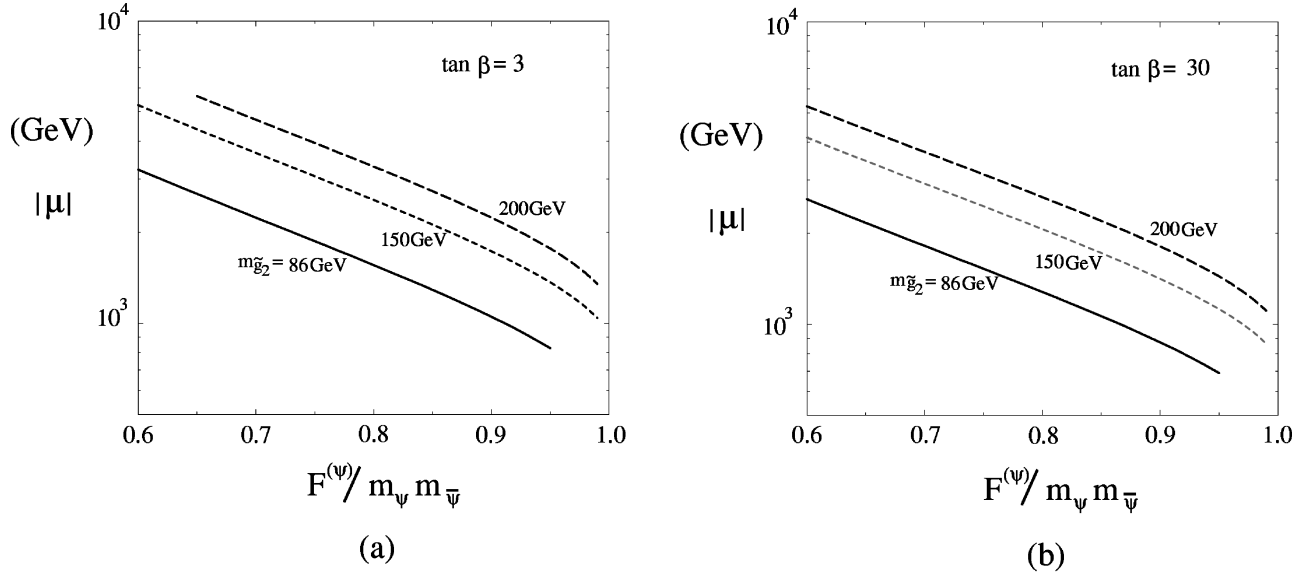 10^4
tan β = 3
(GeV)
|μ|
200GeV
150GeV
m_g̃2 = 86GeV
10^3
0.6 0.7 0.8 0.9 1.0
F^(ψ)/ m_ψ m_ψ̄
(a)
10^4
tan β = 30
(GeV)
|μ|
200GeV
150GeV
m_g̃2 = 86GeV
10^3
0.6 0.7 0.8 0.9 1.0
F^(ψ)/ m_ψ m_ψ̄
(b)